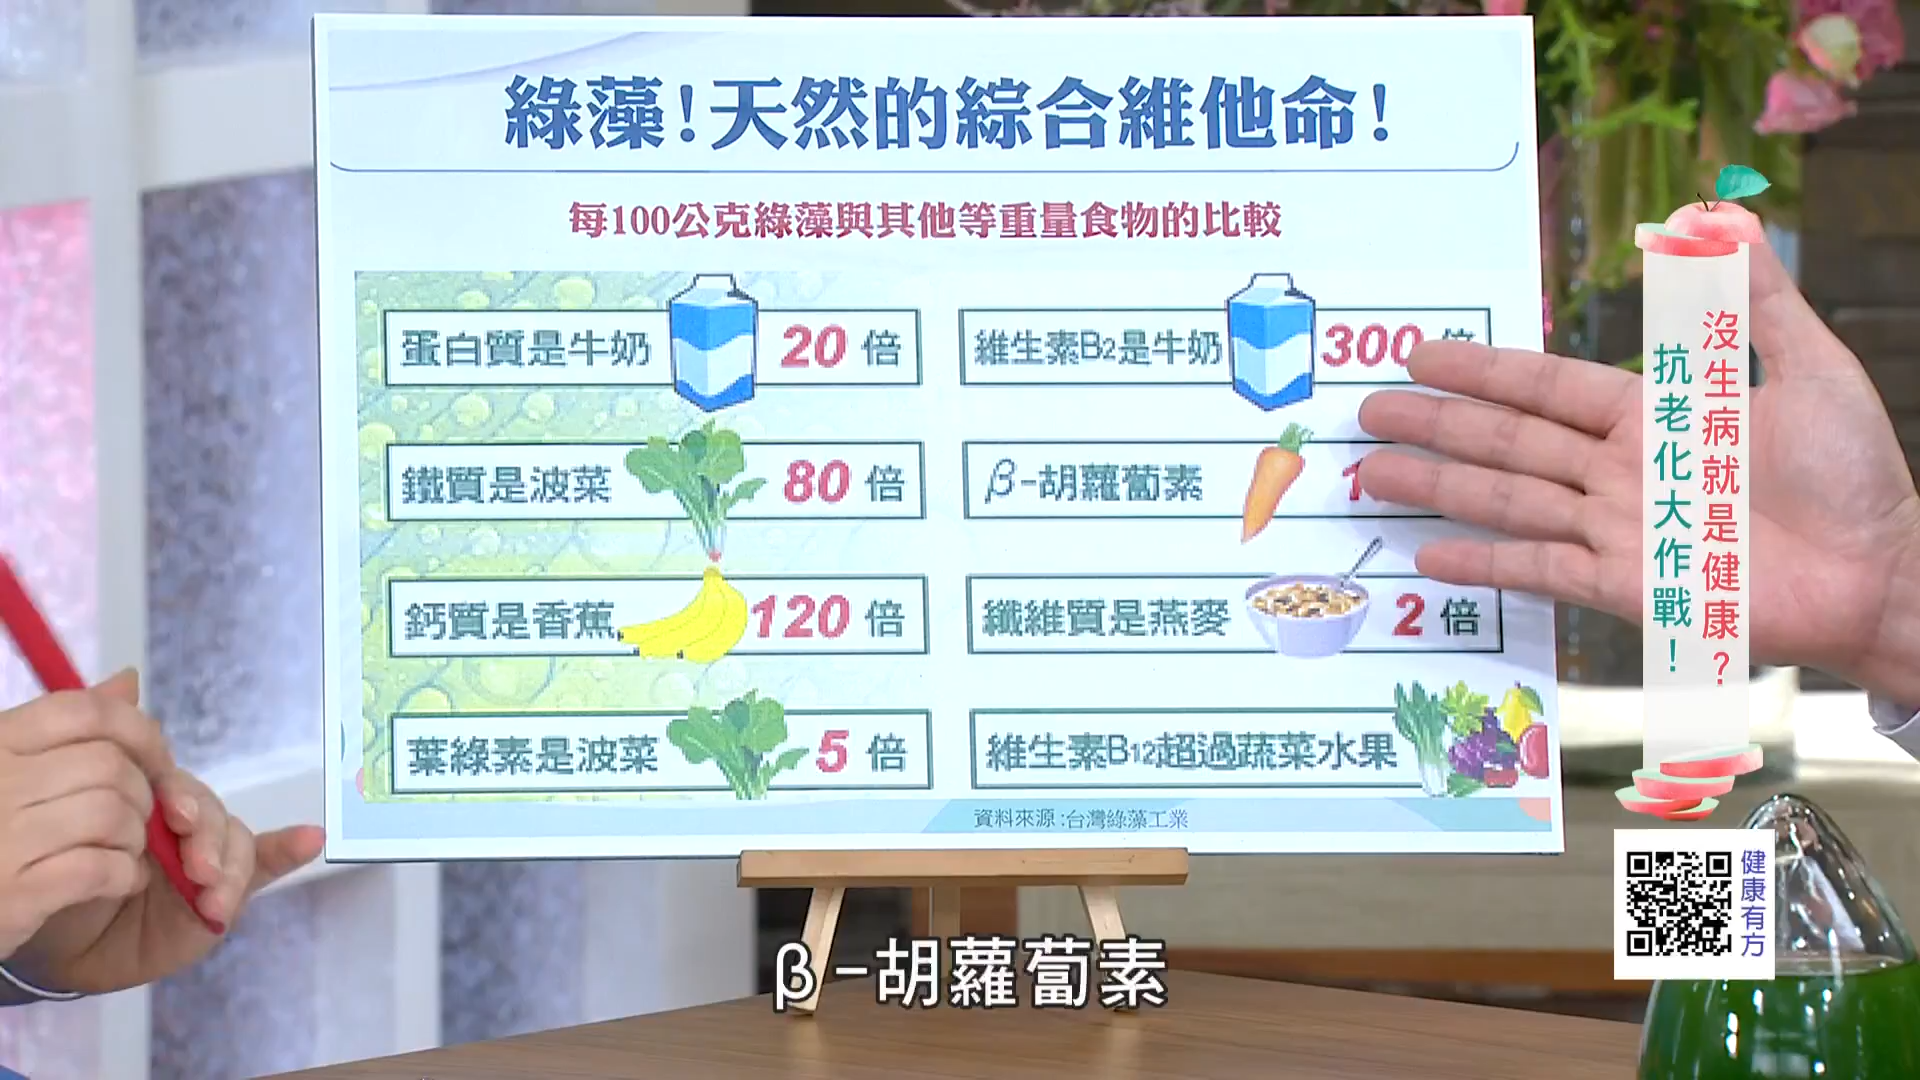 綠藻!天然的綜合維他命!
每100公克綠藻與其他等重量食物的比較
蛋白質是牛奶 20 倍
維生素B2是牛奶 300 倍
鐵質是波菜 80 倍
β-胡蘿蔔素
鈣質是香蕉 120 倍
纖維質是燕麥 2 倍
葉綠素是波菜 5 倍
維生素B12超過蔬菜水果
資料來源:台灣綠藻工業
沒生病就是健康?
抗老化大作戰!
健康有方
β-胡蘿蔔素